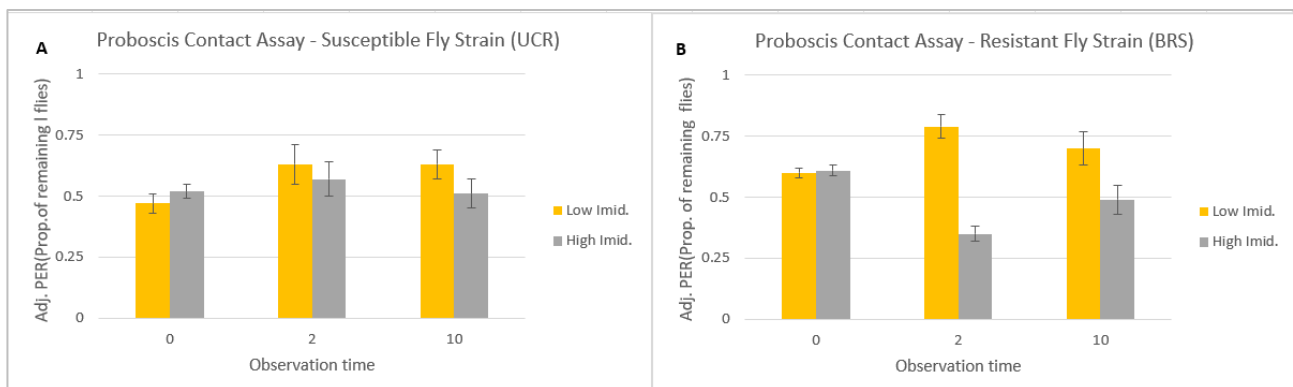 A
Proboscis Contact Assay - Susceptible Fly Strain (UCR)
Adj. PER(Prop.of remaining l flies)
1
0.75
0.5
0.25
0
0
2
10
Observation time
Low Imid.
High Imid.
B
Proboscis Contact Assay - Resistant Fly Strain (BRS)
Adj. PER(Prop. of remaining flies)
1
0.75
0.5
0.25
0
0
2
10
Observation time
Low Imid.
High Imid.